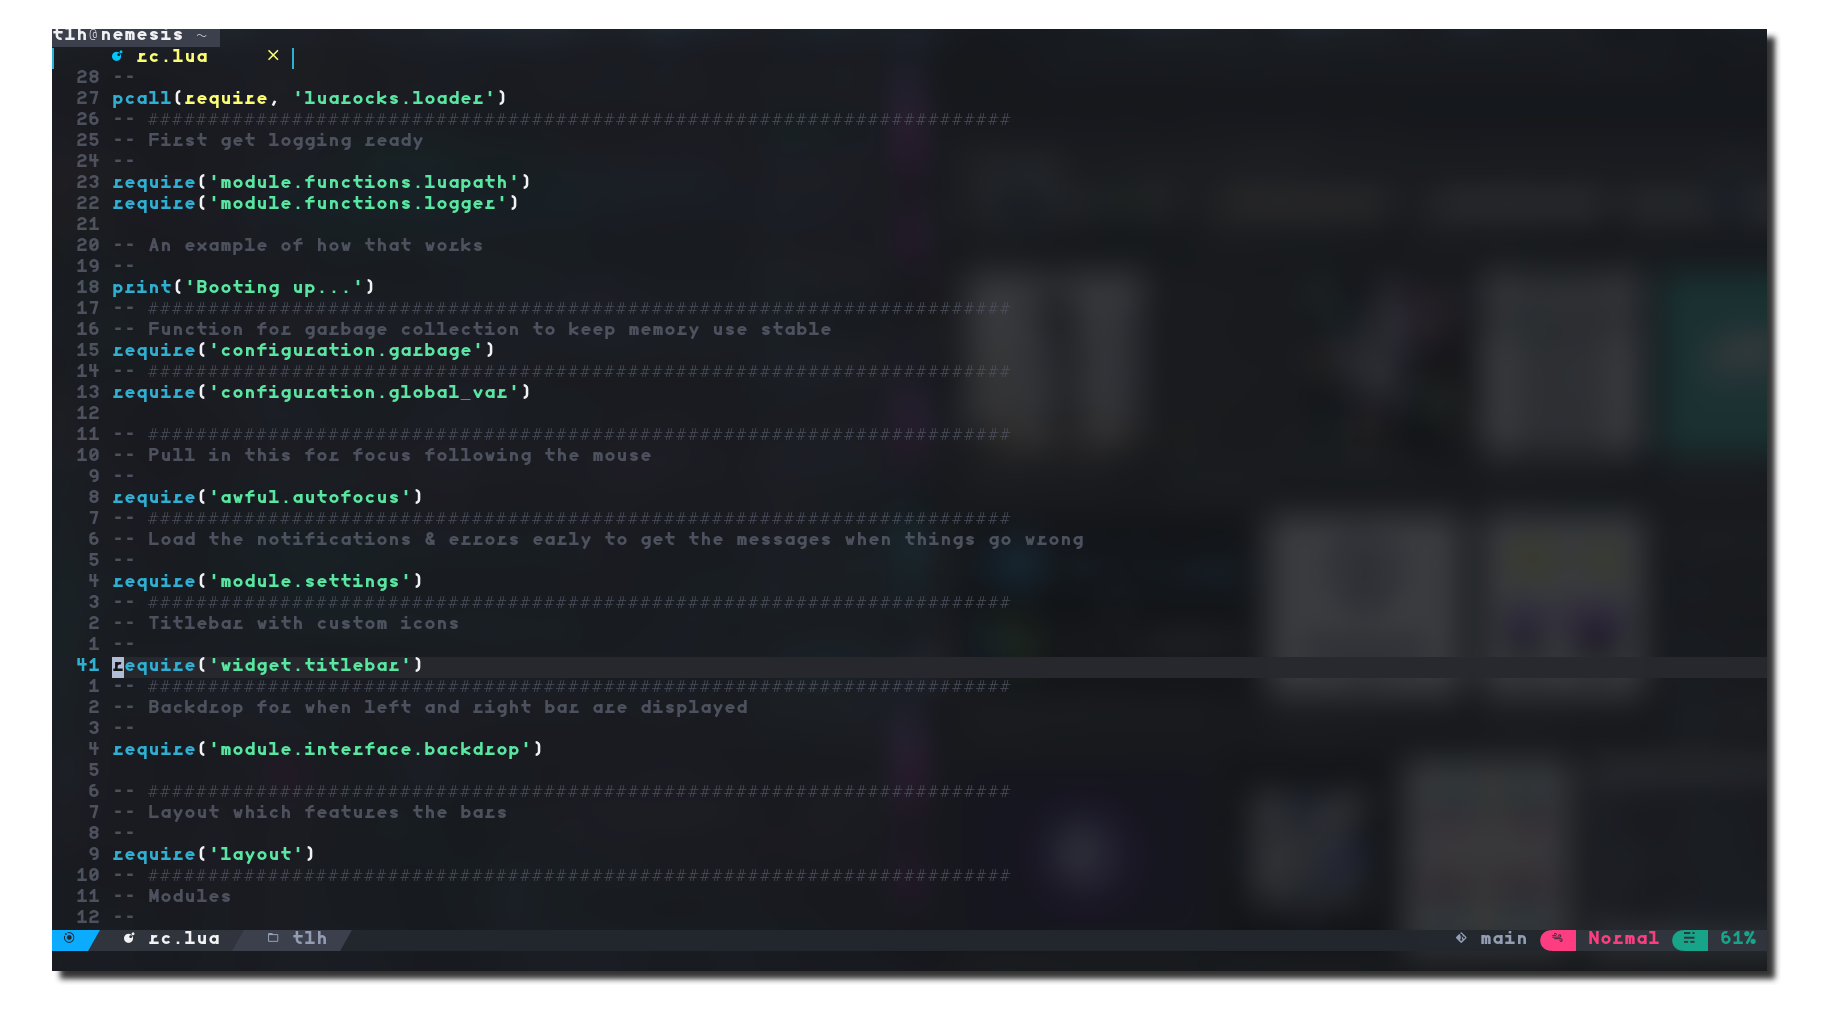 tlh@nemesis ~
rc.lua ×
28 --
27 pcall(require, 'luarocks.loader')
26 -- ########################################################################
25 -- First get logging ready
24 --
23 require('module.functions.luapath')
22 require('module.functions.logger')
21
20 -- An example of how that works
19 --
18 print('Booting up...')
17 -- ########################################################################
16 -- Function for garbage collection to keep memory use stable
15 require('configuration.garbage')
14 -- ########################################################################
13 require('configuration.global_var')
12
11 -- ########################################################################
10 -- Pull in this for focus following the mouse
9 --
8 require('awful.autofocus')
7 -- ########################################################################
6 -- Load the notifications & errors early to get the messages when things go wrong
5 --
4 require('module.settings')
3 -- ########################################################################
2 -- Titlebar with custom icons
1 --
41 require('widget.titlebar')
1 -- ########################################################################
2 -- Backdrop for when left and right bar are displayed
3 --
4 require('module.interface.backdrop')
5
6 -- ########################################################################
7 -- Layout which features the bars
8 --
9 require('layout')
10 -- ########################################################################
11 -- Modules
12 --
rc.lua tlh main Normal 61%